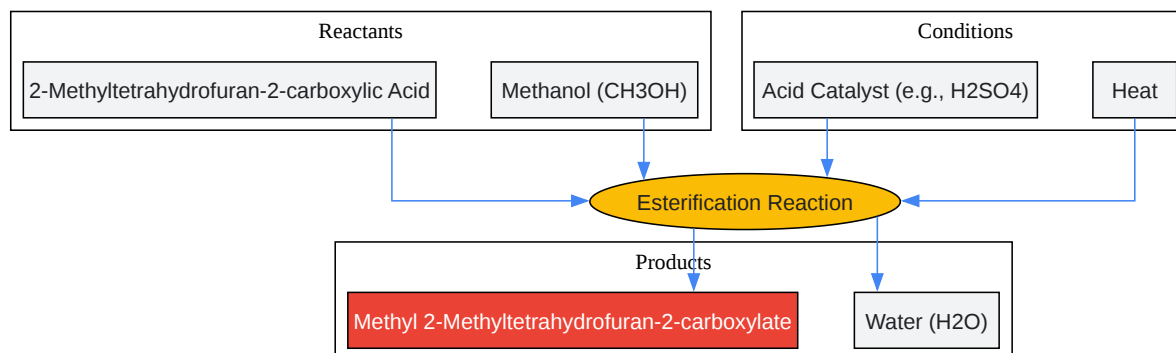 Reactants
Conditions
2-Methyltetrahydrofuran-2-carboxylic Acid
Methanol (CH3OH)
Acid Catalyst (e.g., H2SO4)
Heat
Esterification Reaction
Products
Methyl 2-Methyltetrahydrofuran-2-carboxylate
Water (H2O)